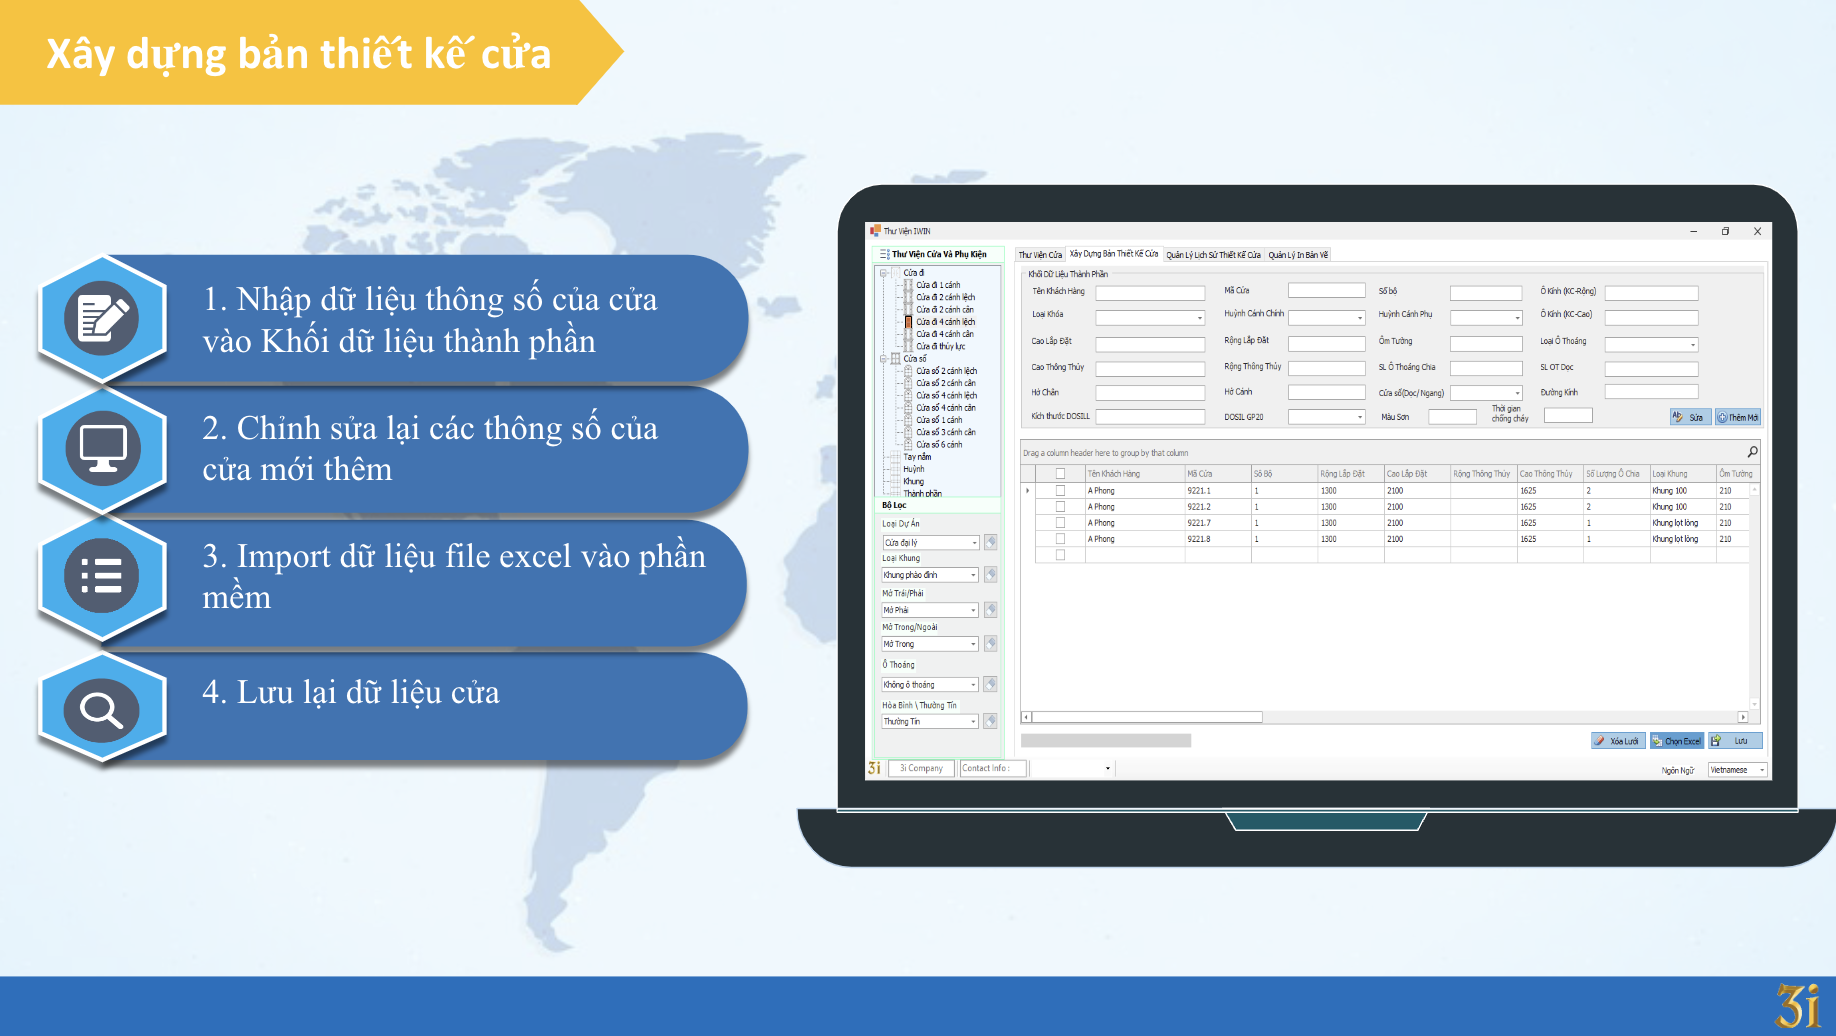 Xây dựng bản thiết kế cửa
1. Nhập dữ liệu thông số của cửa
vào Khối dữ liệu thành phần
2. Chỉnh sửa lại các thông số của
cửa mới thêm
3. Import dữ liệu file excel vào phần
mềm
4. Lưu lại dữ liệu cửa
Thư Viện IWIN
Thư Viện Cửa Và Phụ Kiện
Cửa đi
Cửa đi 1 cánh
Cửa đi 2 cánh lệch
Cửa đi 2 cánh cân
Cửa đi 4 cánh lệch
Cửa đi 4 cánh cân
Cửa đi thủy lực
Cửa sổ
Cửa sổ 2 cánh lệch
Cửa sổ 2 cánh cân
Cửa sổ 4 cánh lệch
Cửa sổ 4 cánh cân
Cửa sổ 1 cánh
Cửa sổ 3 cánh cân
Cửa sổ 6 cánh
Tay nắm
Huỳnh
Khung
Thành phần
Bộ Lọc
Loại Dự Án
Cửa đại lý
Loại Khung
Khung phào đỉnh
Mở Trái/Phải
Mở Phải
Mở Trong/Ngoài
Mở Trong
Ô Thoáng
Không ô thoáng
Hòa Bình \ Thường Tín
Thường Tín
Thư Viện Cửa Xây Dựng Bản Thiết Kế Cửa Quản Lý Lịch Sử Thiết Kế Cửa Quản Lý In Bản Vẽ
Khối Dữ Liệu Thành Phần
Tên Khách Hàng Mã Cửa Số bộ Ô Kính (KC-Rộng)
Loại Khóa Huỳnh Cánh Chính Huỳnh Cánh Phụ Ô Kính (KC-Cao)
Cao Lắp Đặt Rộng Lắp Đặt Ôm Tường Loại Ô Thoáng
Cao Thông Thủy Rộng Thông Thủy SL Ô Thoáng Chia SL OT Dọc
Hở Chân Hở Cánh Cửa sổ(Dọc/ Ngang) Đường Kính
Kích thước DOSILL DOSIL GP20 Màu Sơn Thời gian chống cháy Sửa Thêm Mới
Drag a column header here to group by that column
Tên Khách Hàng Mã Cửa Số Bộ Rộng Lắp Đặt Cao Lắp Đặt Rộng Thông Thủy Cao Thông Thủy Số Lượng Ô Chia Loại Khung Ôm Tường
A Phong 9221.1 1 1300 2100 1625 2 Khung 100 210
A Phong 9221.2 1 1300 2100 1625 2 Khung 100 210
A Phong 9221.7 1 1300 2100 1625 1 Khung lọt lòng 210
A Phong 9221.8 1 1300 2100 1625 1 Khung lọt lòng 210
Xóa Lưới Chọn Excel Lưu
3i 3i Company Contact Info :
Ngôn Ngữ Vietnamese
3i